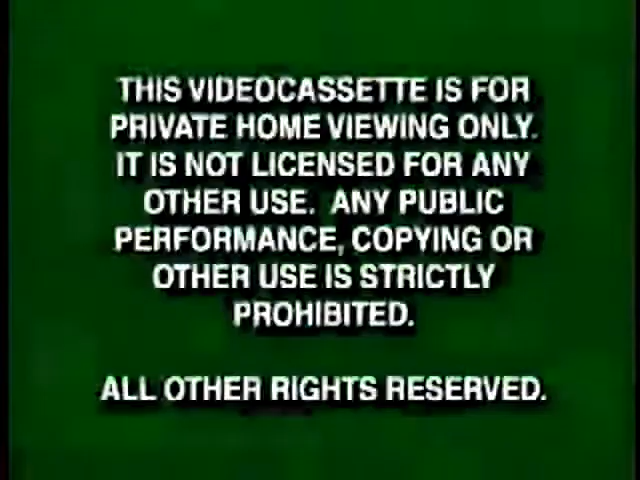 THIS VIDEOCASSETTE IS FOR
PRIVATE HOME VIEWING ONLY.
IT IS NOT LICENSED FOR ANY
OTHER USE.  ANY PUBLIC
PERFORMANCE, COPYING OR
OTHER USE IS STRICTLY
PROHIBITED.
ALL OTHER RIGHTS RESERVED.